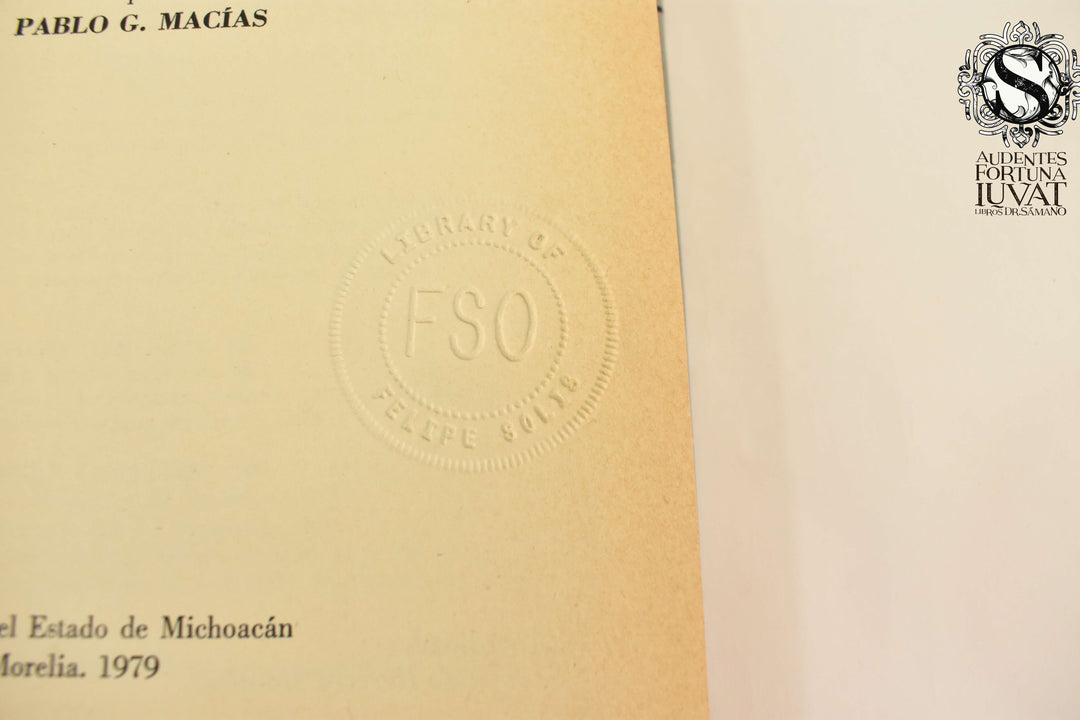 PABLO G. MACÍAS
LIBRARY OF
FSO
FELIPE SOLIS
el Estado de Michoacán
Morelia. 1979
S
AUDENTES
FORTUNA
IUVAT
LIBROS DR. SÁMANO